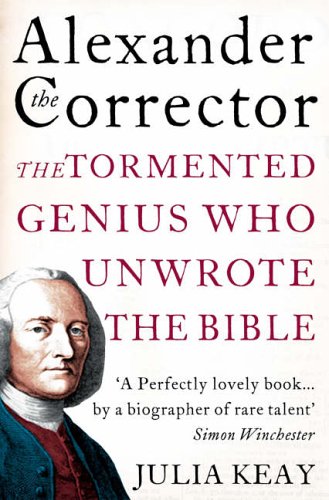 Alexander
the Corrector
THE TORMENTED
GENIUS WHO
UNWROTE
THE BIBLE
'A Perfectly lovely book...
by a biographer of rare talent'
Simon Winchester
JULIA KEAY